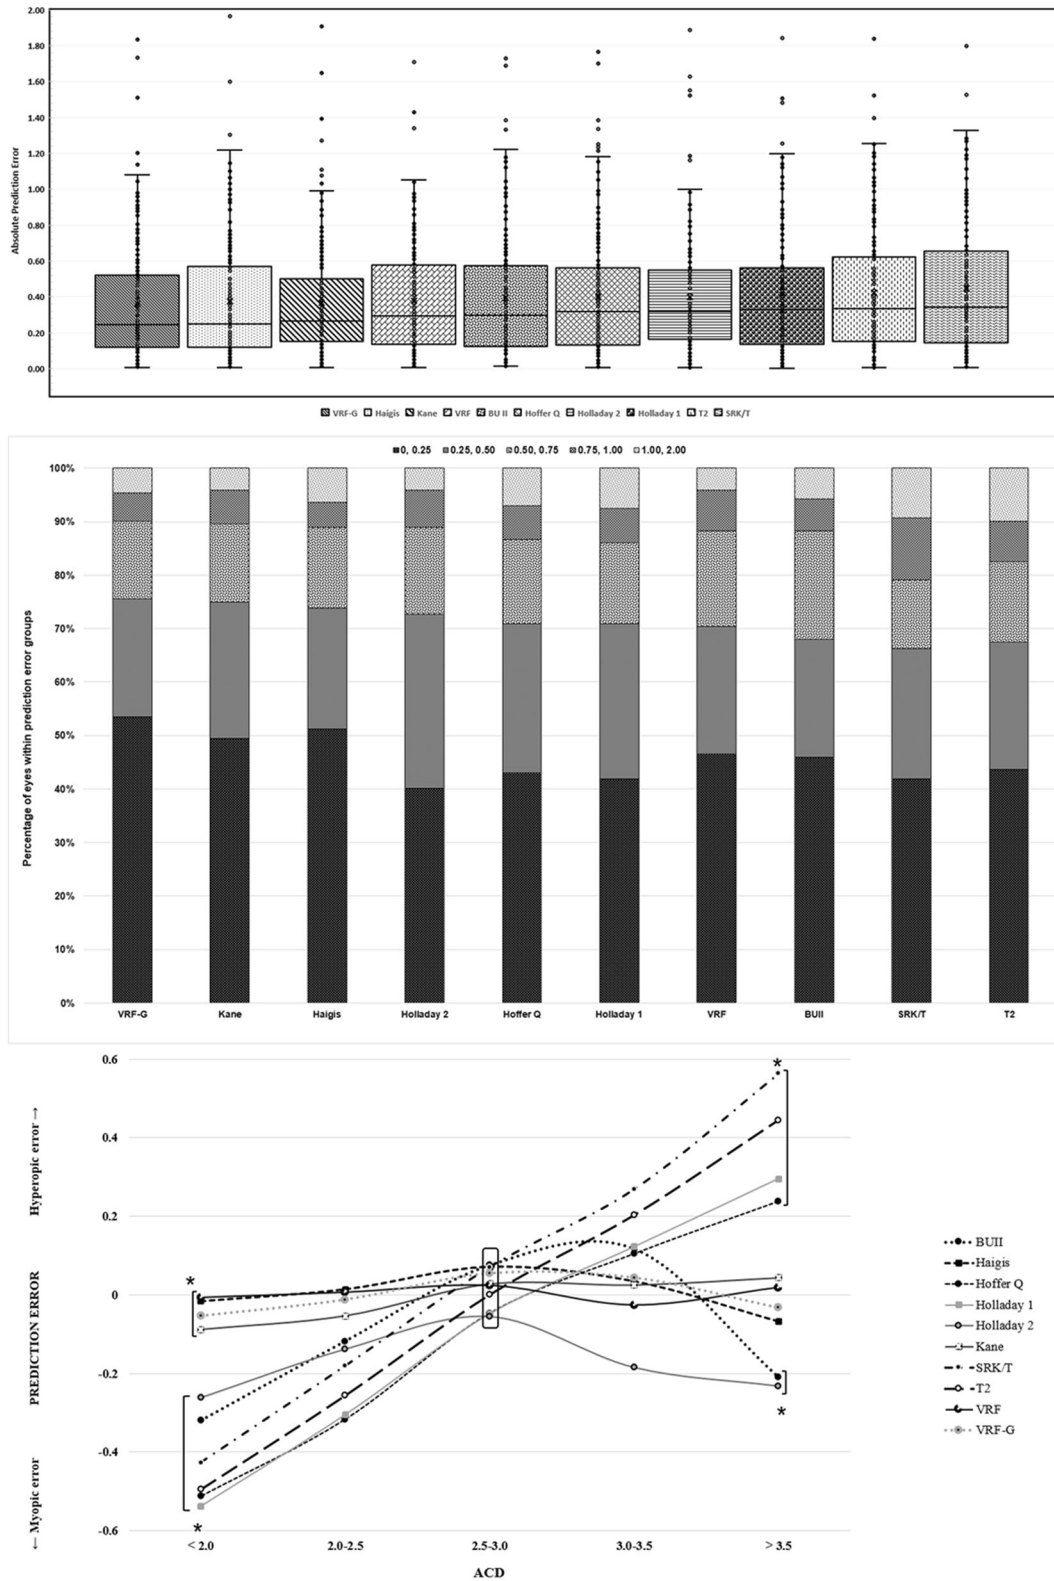 2.00
1.80
1.60
1.40
1.20
1.00
0.80
0.60
0.40
0.20
0.00
Absolute Prediction Error
VRF-G Haigis Kane VRF BU II Hoffer Q Holladay 2 Holladay 1 T2 SRK/T
0, 0.25 0.25, 0.50 0.50, 0.75 0.75, 1.00 1.00, 2.00
100%
90%
80%
70%
60%
50%
40%
30%
20%
10%
0%
Percentage of eyes within prediction error groups
VRF-G Kane Haigis Holladay 2 Hoffer Q Holladay 1 VRF BUII SRK/T T2
0.6
0.4
0.2
0
-0.2
-0.4
-0.6
Hyperopic error →
PREDICTION ERROR
← Myopic error
*
*
*
*
< 2.0 2.0-2.5 2.5-3.0 3.0-3.5 > 3.5
ACD
BUII
Haigis
Hoffer Q
Holladay 1
Holladay 2
Kane
SRK/T
T2
VRF
VRF-G